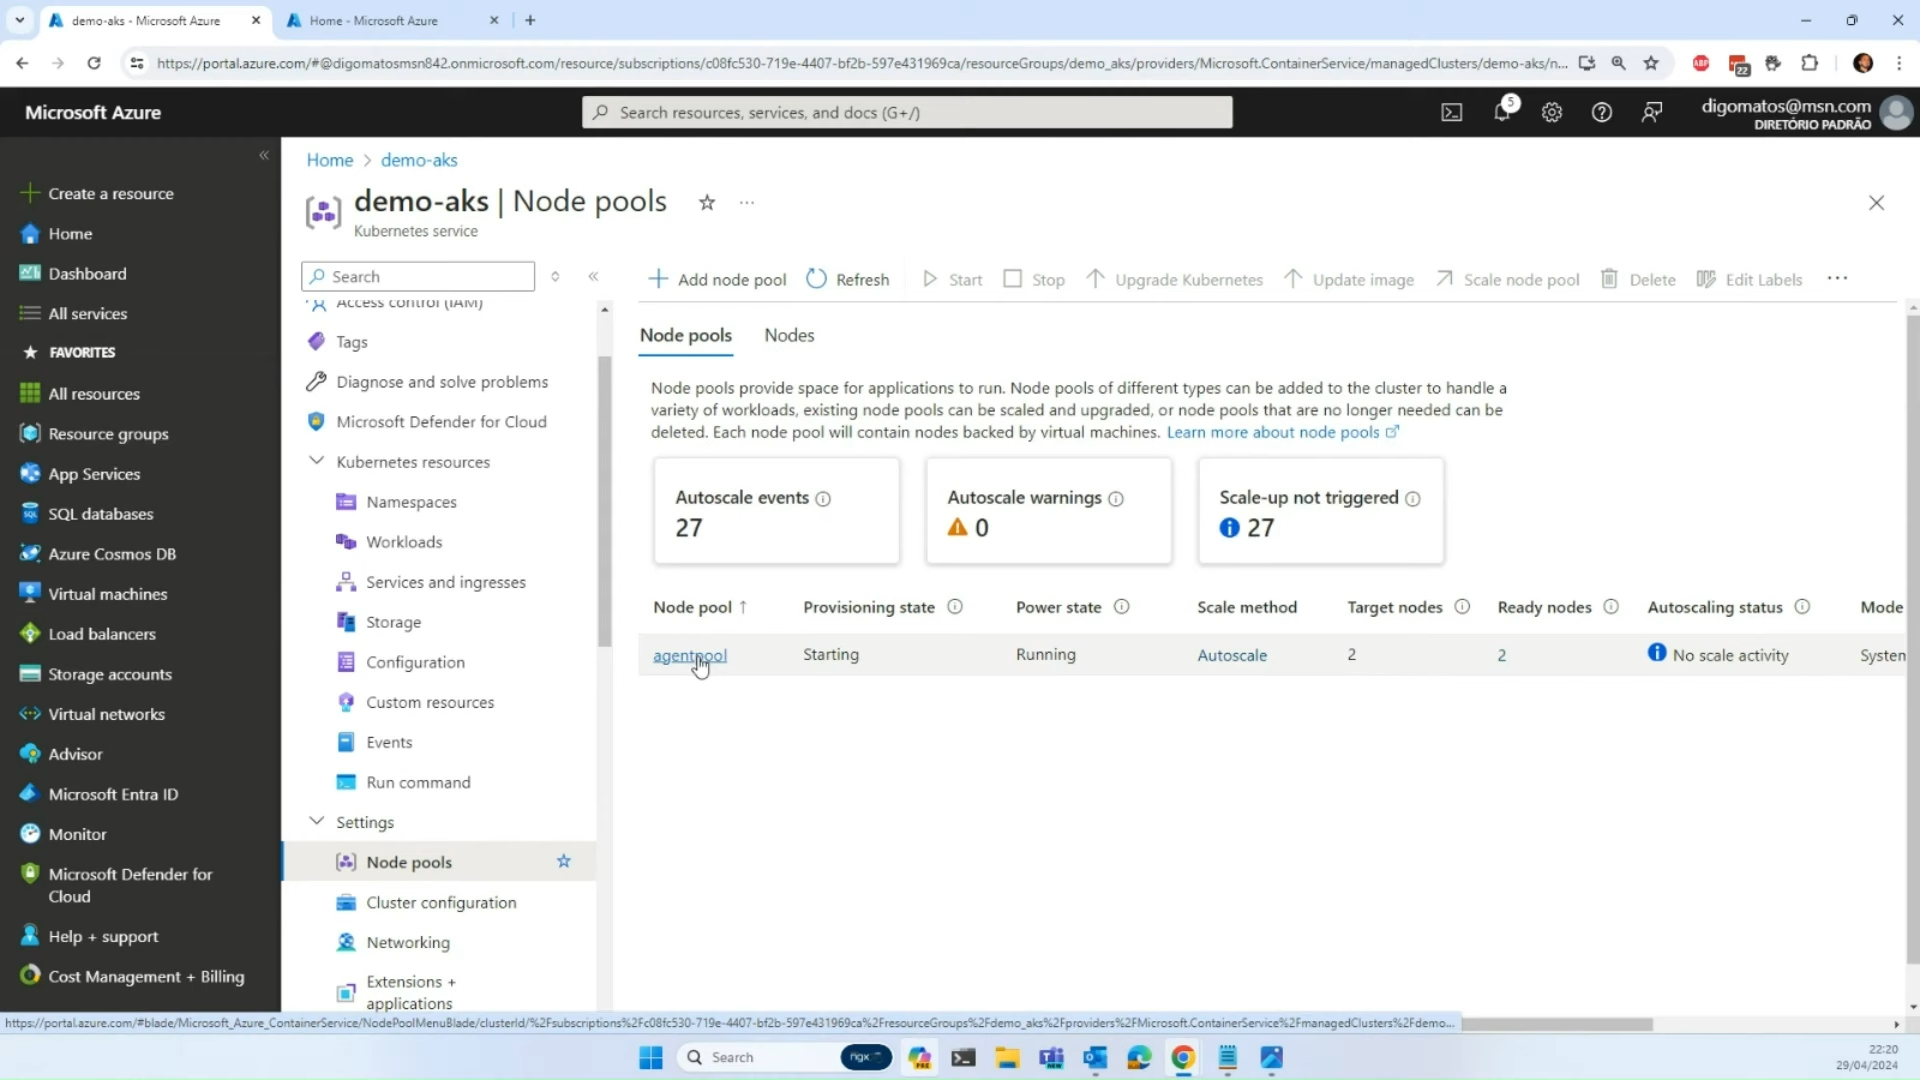 demo-aks - Microsoft Azure
Home - Microsoft Azure
https://portal.azure.com/#@digomatosmsn842.onmicrosoft.com/resource/subscriptions/c08fc530-719e-4407-bf2b-597e431969ca/resourceGroups/demo_aks/providers/Microsoft.ContainerService/managedClusters/demo-aks/n...
ABP
22
Microsoft Azure
Search resources, services, and docs (G+/)
5
digomatos@msn.com
DIRETÓRIO PADRÃO
Create a resource
Home
Dashboard
All services
FAVORITES
All resources
Resource groups
App Services
SQL databases
Azure Cosmos DB
Virtual machines
Load balancers
Storage accounts
Virtual networks
Advisor
Microsoft Entra ID
Monitor
Microsoft Defender for
Cloud
Help + support
Cost Management + Billing
Home > demo-aks
demo-aks | Node pools
Kubernetes service
Search
Access control (IAM)
Tags
Diagnose and solve problems
Microsoft Defender for Cloud
Kubernetes resources
Namespaces
Workloads
Services and ingresses
Storage
Configuration
Custom resources
Events
Run command
Settings
Node pools
Cluster configuration
Networking
Extensions +
applications
Add node pool Refresh Start Stop Upgrade Kubernetes Update image Scale node pool Delete Edit Labels
Node pools Nodes
Node pools provide space for applications to run. Node pools of different types can be added to the cluster to handle a
variety of workloads, existing node pools can be scaled and upgraded, or node pools that are no longer needed can be
deleted. Each node pool will contain nodes backed by virtual machines. Learn more about node pools
Autoscale events
27
Autoscale warnings
0
Scale-up not triggered
27
Node pool ↑ Provisioning state Power state Scale method Target nodes Ready nodes Autoscaling status Mode
agentpool Starting Running Autoscale 2 2 No scale activity System
https://portal.azure.com/#blade/Microsoft_Azure_ContainerService/NodePoolMenuBlade/clusterId/%2Fsubscriptions%2Fc08fc530-719e-4407-bf2b-597e431969ca%2FresourceGroups%2Fdemo_aks%2Fproviders%2FMicrosoft.ContainerService%2FmanagedClusters%2Fdemo...
Search
22:20
29/04/2024